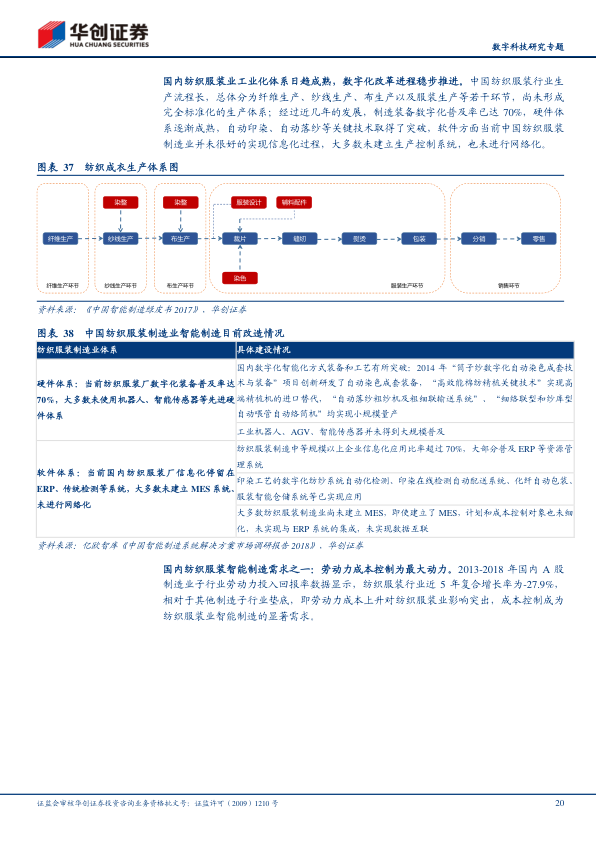 华创证券
HUA CHUANG SECURITIES
数字科技研究专题
国内纺织服装业工业化体系日趋成熟，数字化改革进程稳步推进。中国纺织服装行业生
产流程长，总体分为纤维生产、纱线生产、布生产以及服装生产等若干环节，尚未形成
完全标准化的生产体系；经过近几年的发展，制造装备数字化普及率已达 70%，硬件体
系逐渐成熟，自动印染、自动落纱等关键技术取得了突破。软件方面当前中国纺织服装
制造业并未很好的实现信息化过程，大多数未建立生产控制系统，也未进行网络化。
图表 37 纺织成衣生产体系图
染整 染整 服装设计 辅料配件
纤维生产 纱线生产 布生产 裁片 缝纫 熨烫 包装 分销 零售
染色
纤维生产环节 纱线生产环节 布生产环节 服装生产环节 销售环节
资料来源：《中国智能制造绿皮书2017》，华创证券
图表 38 中国纺织服装制造业智能制造目前改造情况
纺织服装制造业体系 具体建设情况
硬件体系：当前纺织服装厂数字化装备普及率达
70%，大多数未使用机器人、智能传感器等先进硬
件体系
国内数字化智能化方式装备和工艺有所突破：2014 年“筒子纱数字化自动染色成套技
术与装备”项目创新研发了自动染色成套装备，“高效能棉纺精梳关键技术”实现高
端精梳机的进口替代，“自动落纱粗纱机及粗细联输送系统”、“细络联型和纱库型
自动喂管自动络筒机”均实现小规模量产
工业机器人、AGV、智能传感器并未得到大规模普及
软件体系：当前国内纺织服装厂信息化停留在
ERP、传统检测等系统，大多数未建立 MES 系统，
未进行网络化
纺织服装制造中等规模以上企业信息化应用比率超过 70%，大部分普及 ERP 等资源管
理系统
印染工艺的数字化纺纱系统自动化检测、印染在线检测自动配送系统、化纤自动包装、
服装智能仓储系统等已实现应用
大多数纺织服装制造业尚未建立 MES，即使建立了 MES，计划和成本控制对象也未细
化，未实现与 ERP 系统的集成，未实现数据互联
资料来源：亿欧智库《中国智能制造系统解决方案市场调研报告2018》，华创证券
国内纺织服装智能制造需求之一：劳动力成本控制为最大动力。2013-2018 年国内 A 股
制造业子行业劳动力投入回报率数据显示，纺织服装行业近 5 年复合增长率为-27.9%，
相对于其他制造子行业垫底，即劳动力成本上升对纺织服装业影响突出，成本控制成为
纺织服装业智能制造的显著需求。
证监会审核华创证券投资咨询业务资格批文号：证监许可（2009）1210 号
20